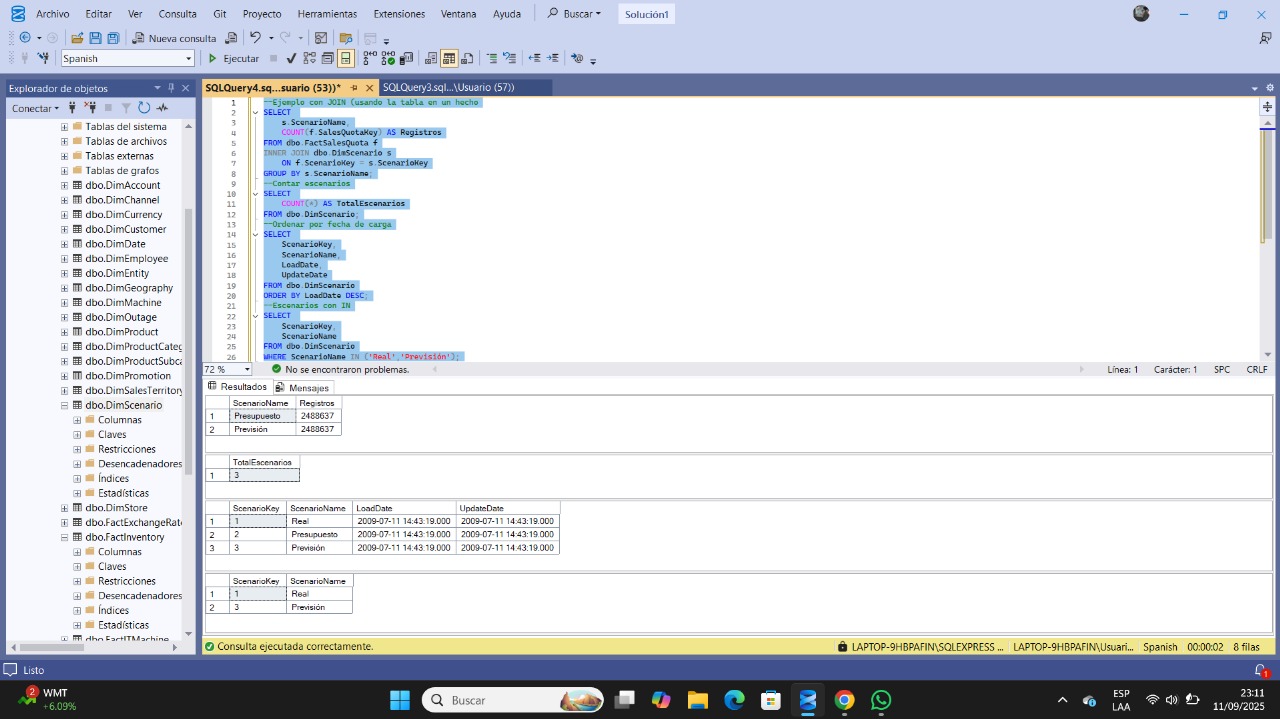 Archivo Editar Ver Consulta Git Proyecto Herramientas Extensiones Ventana Ayuda Buscar Solución1
Nueva consulta
Spanish Ejecutar
Explorador de objetos
Conectar
Tablas del sistema
Tablas de archivos
Tablas externas
Tablas de grafos
dbo.DimAccount
dbo.DimChannel
dbo.DimCurrency
dbo.DimCustomer
dbo.DimDate
dbo.DimEmployee
dbo.DimEntity
dbo.DimGeography
dbo.DimMachine
dbo.DimOutage
dbo.DimProduct
dbo.DimProductCateg
dbo.DimProductSubca
dbo.DimPromotion
dbo.DimSalesTerritory
dbo.DimScenario
Columnas
Claves
Restricciones
Desencadenadores
Índices
Estadísticas
dbo.DimStore
dbo.FactExchangeRat
dbo.FactInventory
Columnas
Claves
Restricciones
Desencadenadores
Índices
Estadísticas
dbo.FactITMachine
SQLQuery4.sq...suario (53))* SQLQuery3.sql...\Usuario (57))
1 --Ejemplo con JOIN (usando la tabla en un hecho
2 SELECT
3 s.ScenarioName,
4 COUNT(f.SalesQuotaKey) AS Registros
5 FROM dbo.FactSalesQuota f
6 INNER JOIN dbo.DimScenario s
7 ON f.ScenarioKey = s.ScenarioKey
8 GROUP BY s.ScenarioName;
9 --Contar escenarios
10 SELECT
11 COUNT(*) AS TotalEscenarios
12 FROM dbo.DimScenario;
13 --Ordenar por fecha de carga
14 SELECT
15 ScenarioKey,
16 ScenarioName,
17 LoadDate,
18 UpdateDate
19 FROM dbo.DimScenario
20 ORDER BY LoadDate DESC;
21 --Escenarios con IN
22 SELECT
23 ScenarioKey,
24 ScenarioName
25 FROM dbo.DimScenario
26 WHERE ScenarioName IN ('Real','Previsión');
72 % No se encontraron problemas. Línea: 1 Carácter: 1 SPC CRLF
Resultados Mensajes
ScenarioName Registros
1 Presupuesto 2488637
2 Previsión 2488637
TotalEscenarios
1 3
ScenarioKey ScenarioName LoadDate UpdateDate
1 1 Real 2009-07-11 14:43:19.000 2009-07-11 14:43:19.000
2 2 Presupuesto 2009-07-11 14:43:19.000 2009-07-11 14:43:19.000
3 3 Previsión 2009-07-11 14:43:19.000 2009-07-11 14:43:19.000
ScenarioKey ScenarioName
1 1 Real
2 3 Previsión
Consulta ejecutada correctamente. LAPTOP-9HBPAFIN\SQLEXPRESS ... LAPTOP-9HBPAFIN\Usuari... Spanish 00:00:02 8 filas
Listo 1
2 WMT
+6.09%
Buscar
ESP
LAA
23:11
11/09/2025